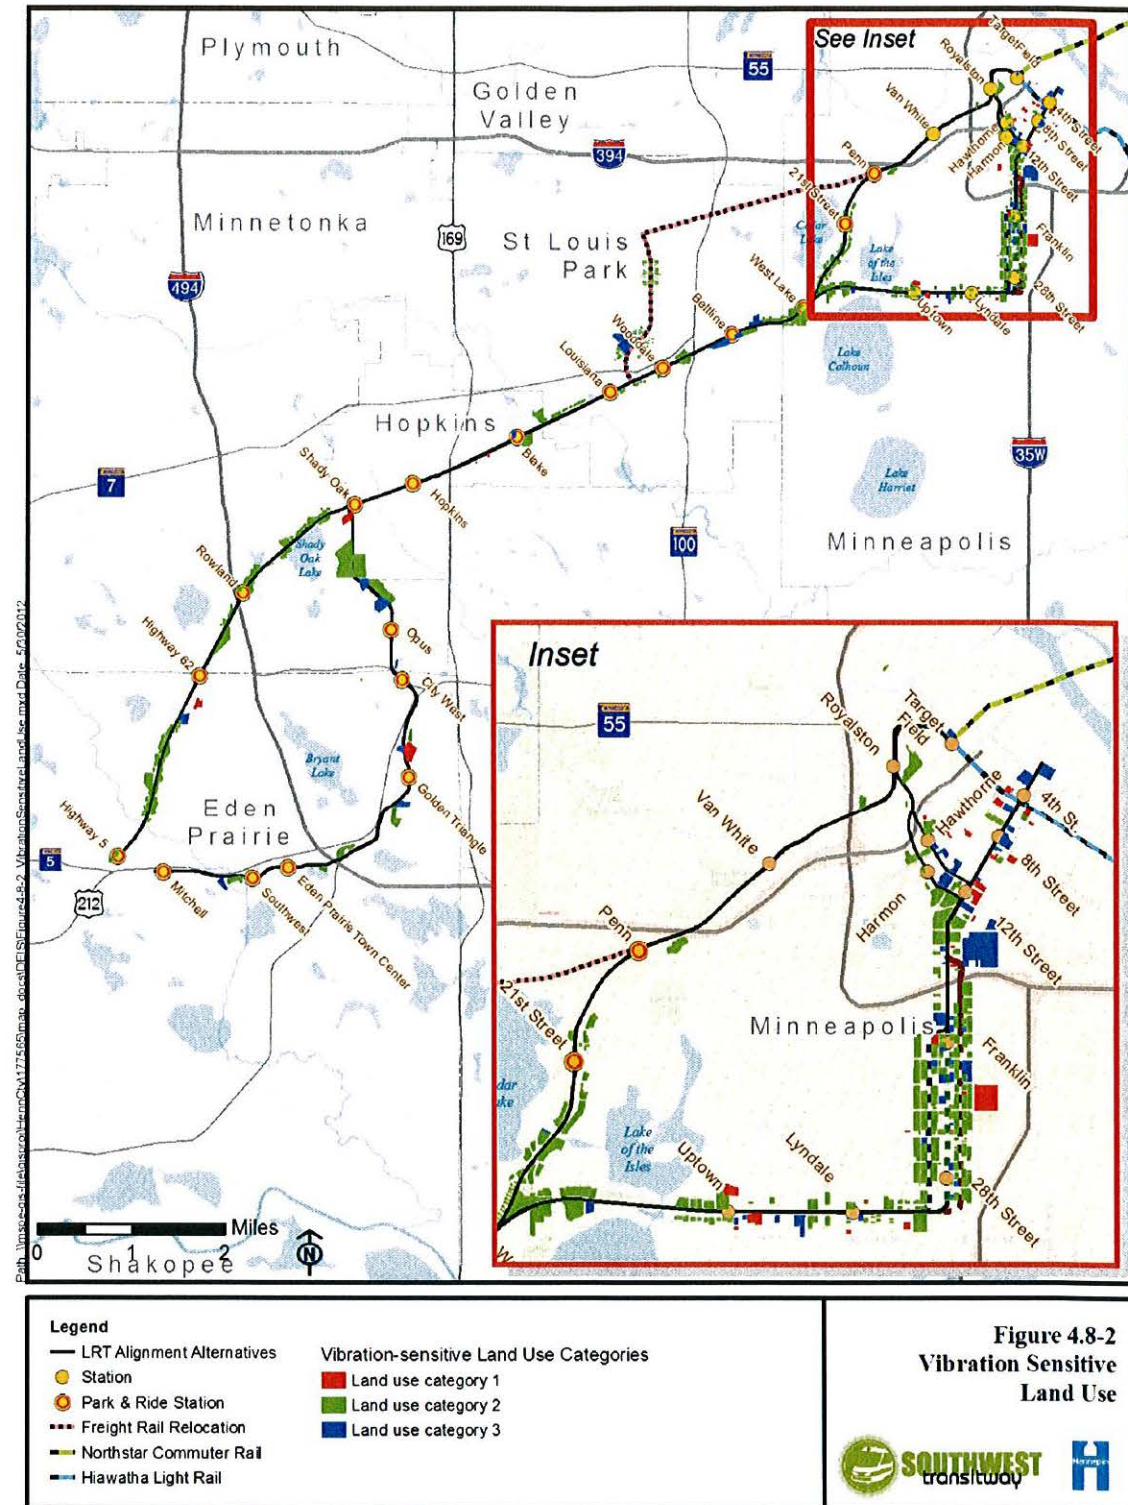 Plymouth
See Inset
TargetField
Royalston
55
Golden
Valley
Van White
4th Street
8th Street
Hawthorne
Harmon
12th Street
394
Penn
21st Street
Minnetonka
169
St Louis
Park
Cedar
Lake
Lake
of the
Isles
Franklin
494
West Lake
Beltline
Uptown
Lyndale
28th Street
Woodale
Louisiana
Lake
Calhoun
Hopkins
Blake
35W
7
Shady Oak
Hopkins
Lake
Harriet
100
Minneapolis
Shady
Oak
Lake
Rowland
Opus
Highway 62
City West
Bryant
Lake
Eden
Prairie
Golden Triangle
Highway 5
5
212
Mitchell
Southwest
Eden Prairie Town Center
Inset
55
Royalston
Target
Field
Van White
Hawthorne
4th St.
8th Street
Harmon
Penn
12th Street
21st Street
Minneapolis
Franklin
Lake
of the
Isles
Uptown
Lyndale
28th Street
W
Miles
0 1 2
Shakopee
N
Legend
LRT Alignment Alternatives
Station
Park & Ride Station
Freight Rail Relocation
Northstar Commuter Rail
Hiawatha Light Rail
Vibration-sensitive Land Use Categories
Land use category 1
Land use category 2
Land use category 3
Figure 4.8-2
Vibration Sensitive
Land Use
SOUTHWEST
transitway
Hennepin